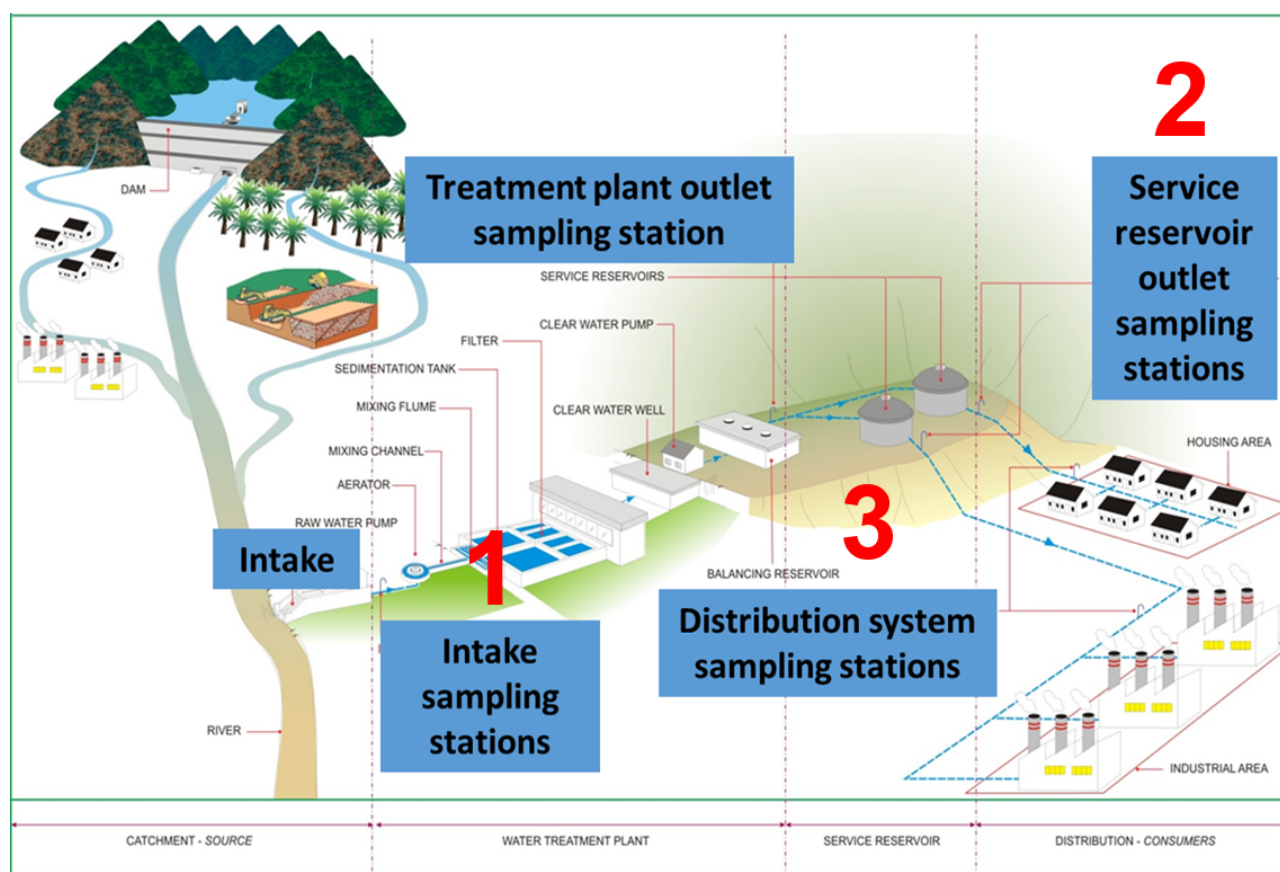 2
Treatment plant outlet
sampling station
Service
reservoir
outlet
sampling
stations
DAM
SERVICE RESERVOIRS
CLEAR WATER PUMP
FILTER
SEDIMENTATION TANK
MIXING FLUME
CLEAR WATER WELL
MIXING CHANNEL
HOUSING AREA
AERATOR
RAW WATER PUMP
1
3
Intake
BALANCING RESERVOIR
Distribution system
sampling stations
Intake
sampling
stations
RIVER
INDUSTRIAL AREA
CATCHMENT - SOURCE
WATER TREATMENT PLANT
SERVICE RESERVOIR
DISTRIBUTION - CONSUMERS